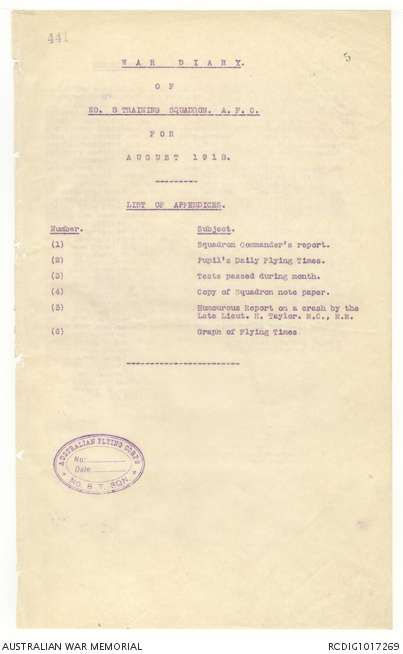 441
5
WAR DIARY.
OF
NO. 8 TRAINING SQUADRON. A.F.C.
FOR
AUGUST 1918.
LIST OF APPENDICES.
Number. Subject.
(1) Squadron Commander's report.
(2) Pupil's Daily Flying Times.
(3) Tests passed during month.
(4) Copy of Squadron note paper.
(5) Humourous Report on a crash by the
Late Lieut. H. Taylor. M.C., M.M.
(6) Graph of Flying Times
AUSTRALIAN FLYING CORPS
No:
Date
NO. 8. T. SQN.
AUSTRALIAN WAR MEMORIAL
RCDIG1017269